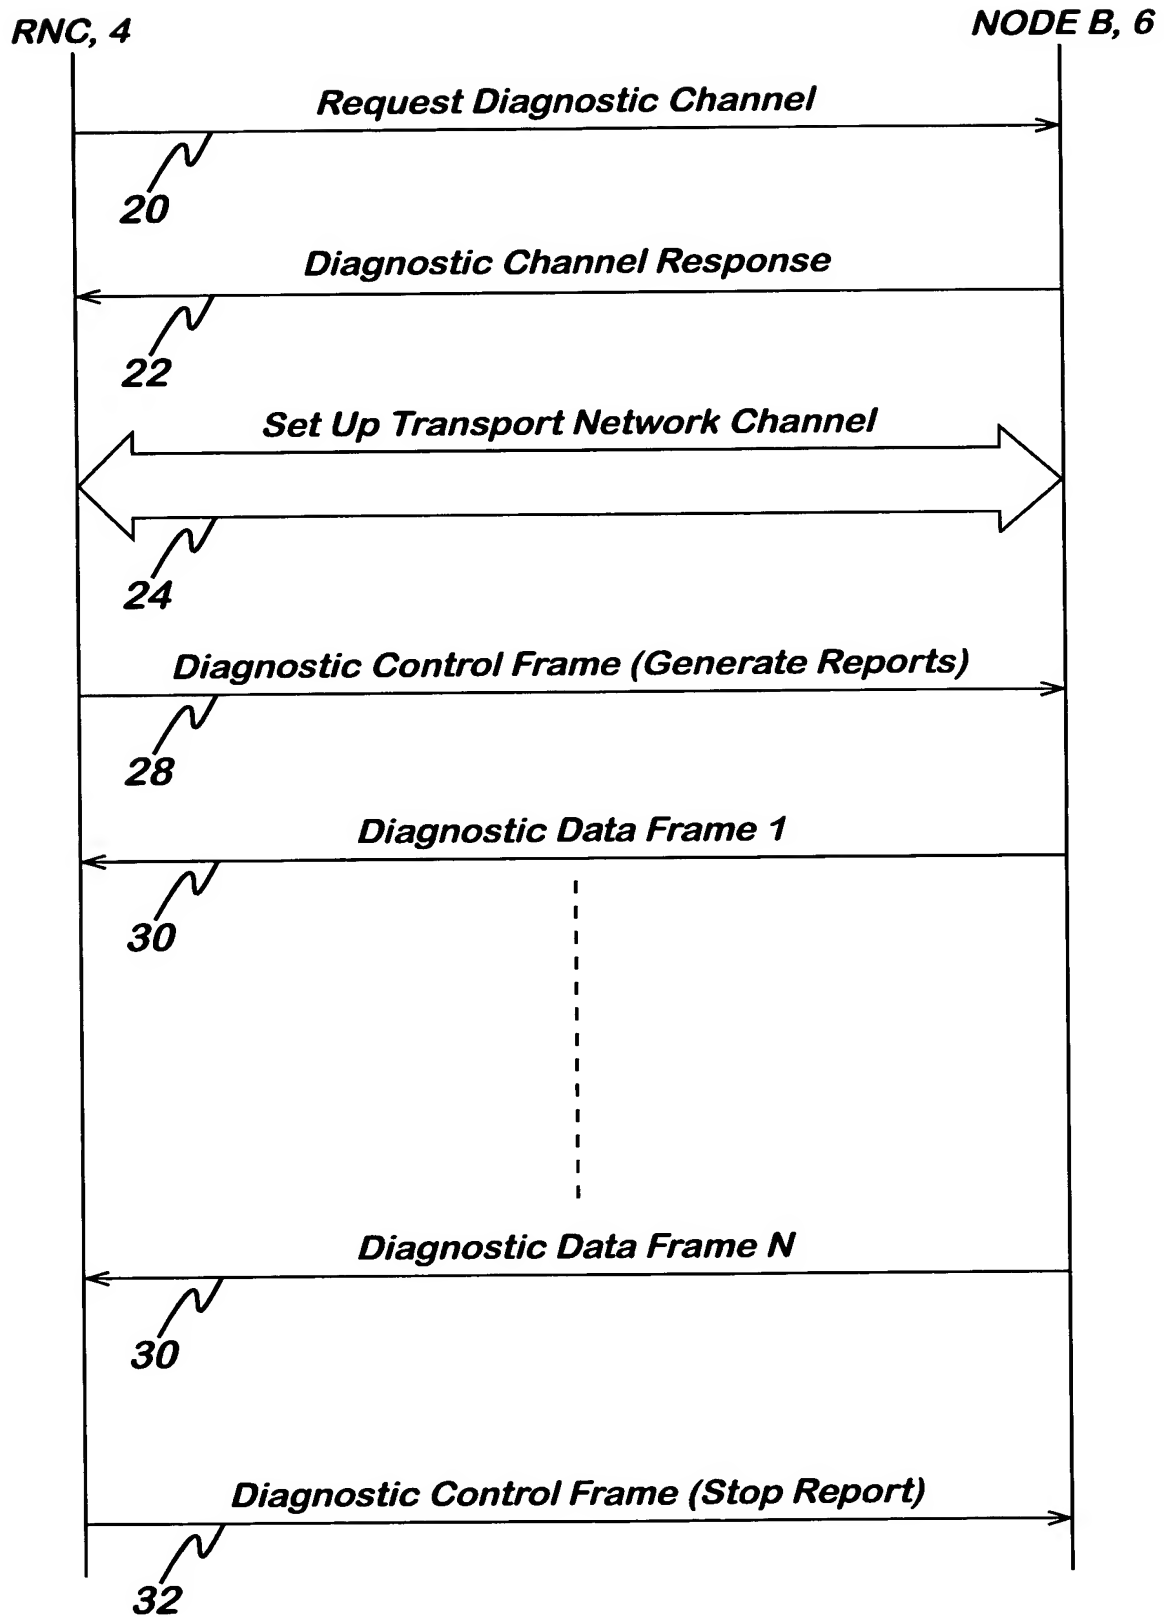 RNC, 4
NODE B, 6
Request Diagnostic Channel
20
Diagnostic Channel Response
22
Set Up Transport Network Channel
24
Diagnostic Control Frame (Generate Reports)
28
Diagnostic Data Frame 1
30
Diagnostic Data Frame N
30
Diagnostic Control Frame (Stop Report)
32